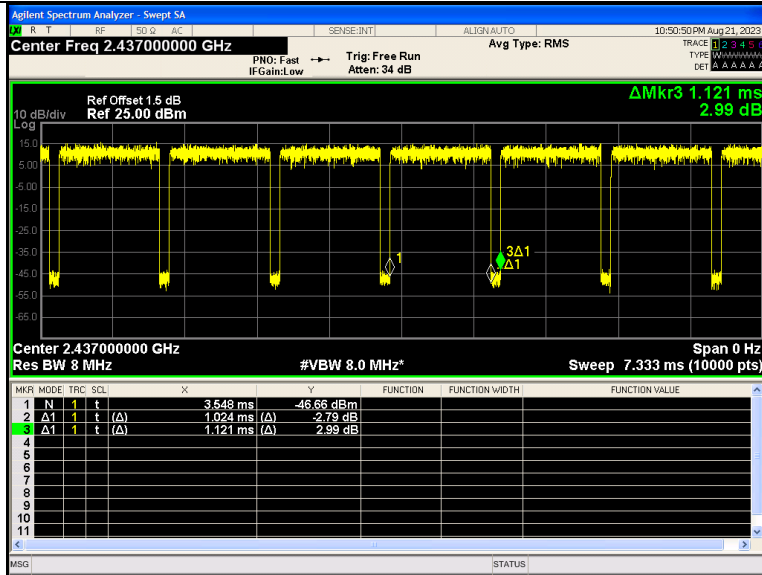 Agilent Spectrum Analyzer - Swept SA
LXI R T RF 50 Ω AC SENSE:INT ALIGN AUTO 10:50:50 PM Aug 21, 2023
Center Freq 2.437000000 GHz Avg Type: RMS TRACE 1 2 3 4 5 6
PNO: Fast Trig: Free Run TYPE
IFGain:Low Atten: 34 dB DET A A A A A
ΔMkr3 1.121 ms
Ref Offset 1.5 dB
10 dB/div Ref 25.00 dBm 2.99 dB
Log
15.0
5.00
-5.00
-15.0
-25.0
-35.0
-45.0
-55.0
-65.0
1
3Δ1
Δ1
Center 2.437000000 GHz Span 0 Hz
Res BW 8 MHz #VBW 8.0 MHz* Sweep 7.333 ms (10000 pts)
MKR MODE TRC SCL X Y FUNCTION FUNCTION WIDTH FUNCTION VALUE
1 N 1 t 3.548 ms -46.66 dBm
2 Δ1 1 t (Δ) 1.024 ms (Δ) -2.79 dB
3 Δ1 1 t (Δ) 1.121 ms (Δ) 2.99 dB
4
5
6
7
8
9
10
11
MSG STATUS